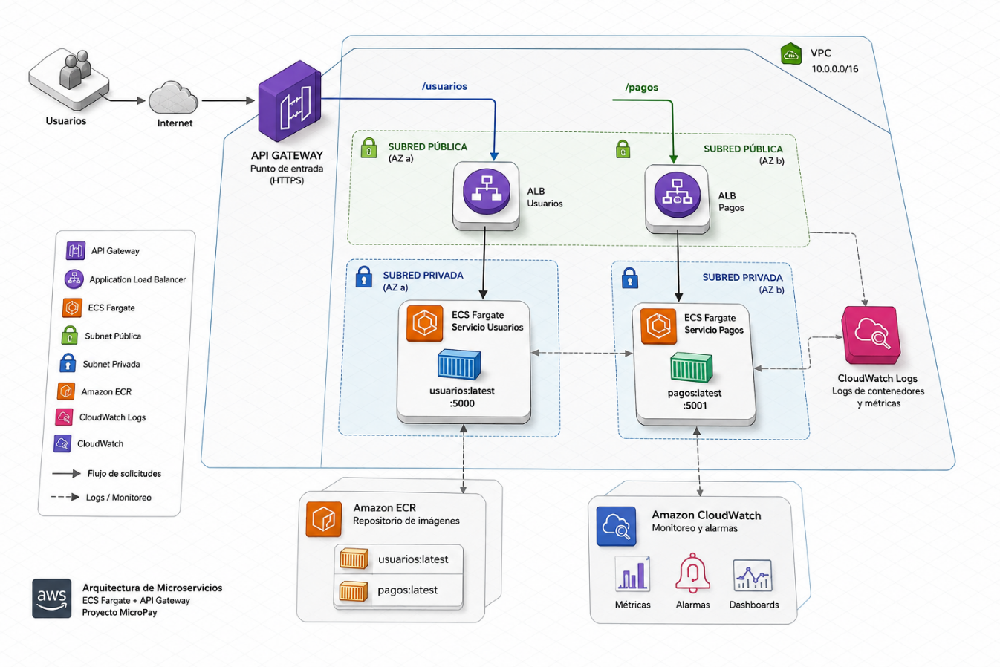 Usuarios
Internet
API GATEWAY
Punto de entrada
(HTTPS)
/usuarios
/pagos
VPC
10.0.0.0/16
SUBRED PÚBLICA
(AZ a)
SUBRED PÚBLICA
(AZ b)
ALB
Usuarios
ALB
Pagos
SUBRED PRIVADA
(AZ a)
SUBRED PRIVADA
(AZ b)
ECS Fargate
Servicio Usuarios
usuarios:latest
:5000
ECS Fargate
Servicio Pagos
pagos:latest
:5001
CloudWatch Logs
Logs de contenedores
y métricas
API Gateway
Application Load Balancer
ECS Fargate
Subnet Pública
Subnet Privada
Amazon ECR
CloudWatch Logs
CloudWatch
Flujo de solicitudes
Logs / Monitoreo
Amazon ECR
Repositorio de imágenes
usuarios:latest
pagos:latest
Amazon CloudWatch
Monitoreo y alarmas
Métricas
Alarmas
Dashboards
aws
Arquitectura de Microservicios
ECS Fargate + API Gateway
Proyecto MicroPay